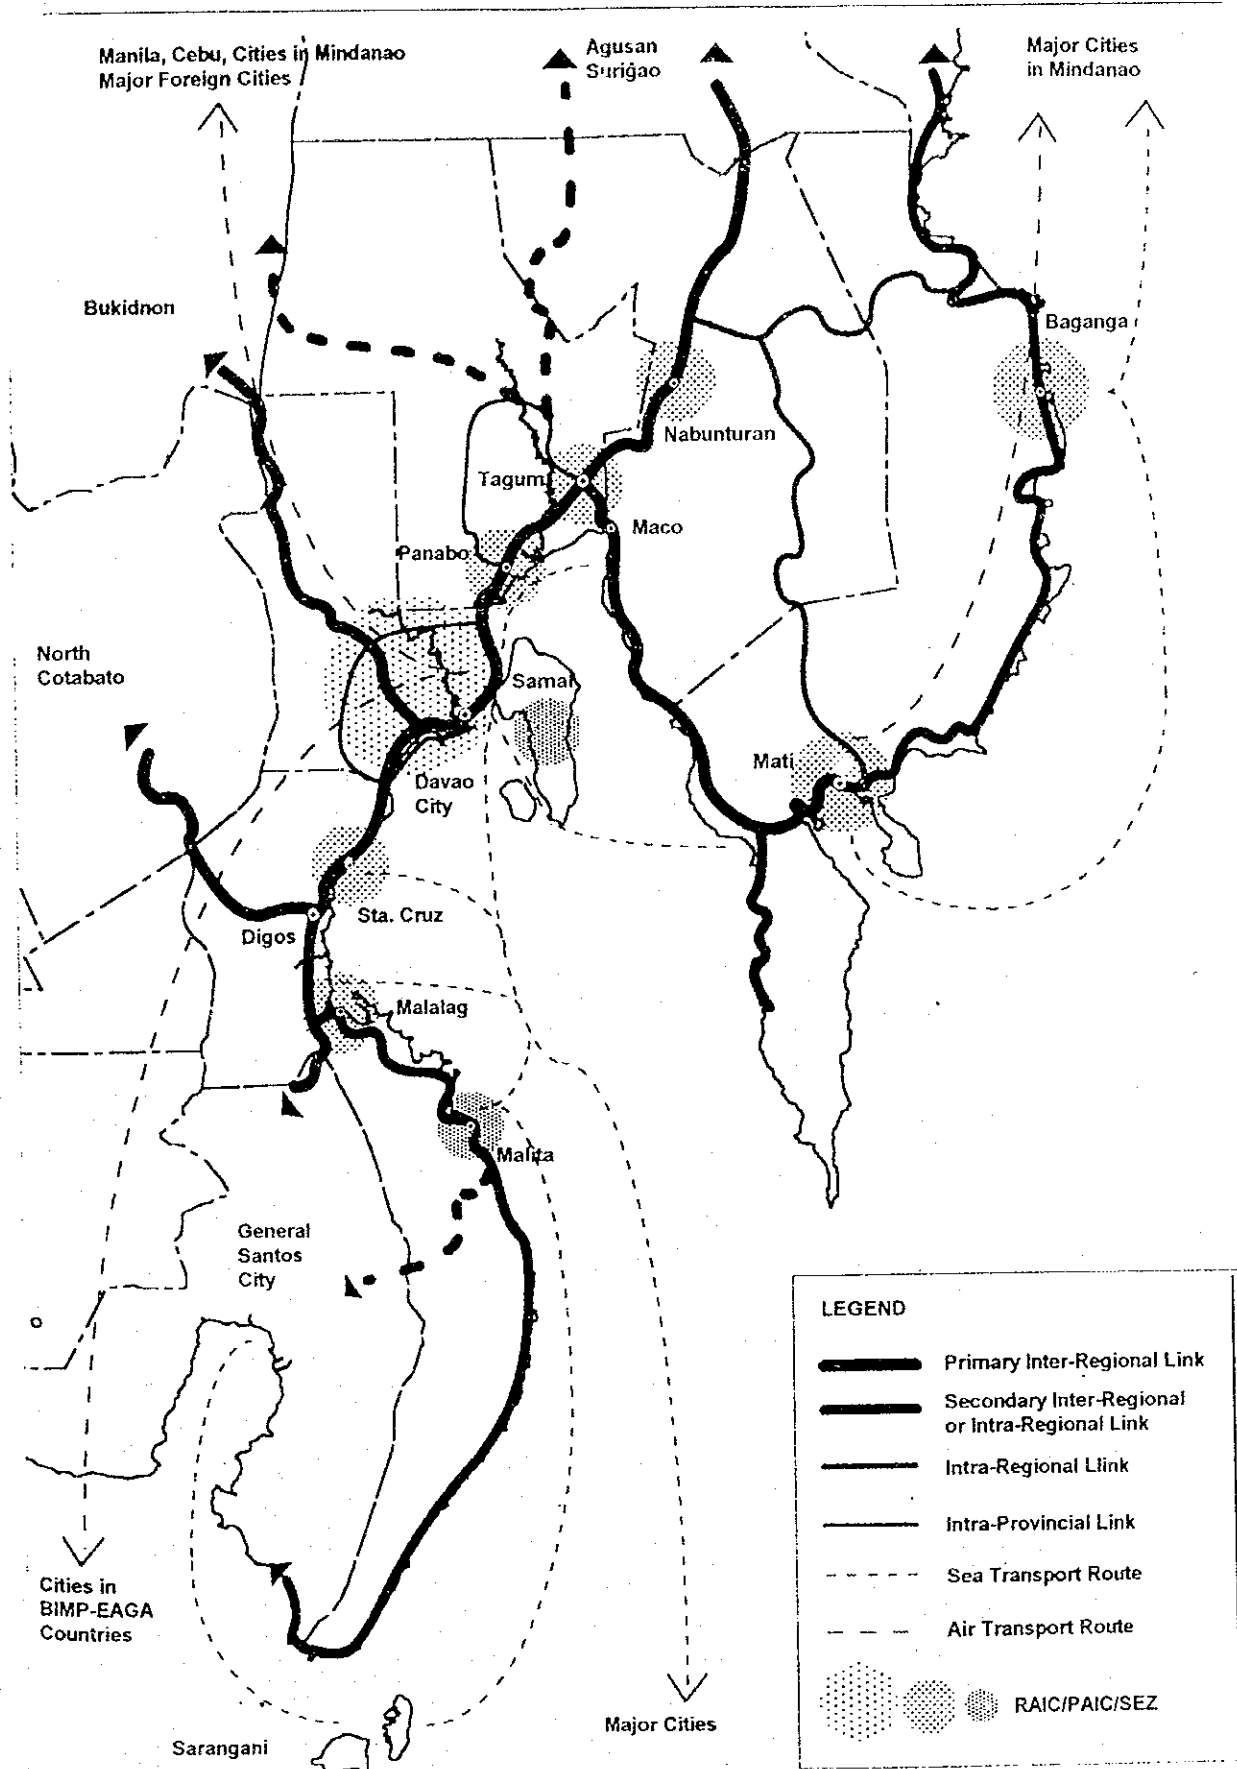 Manila, Cebu, Cities in Mindanao
Major Foreign Cities
Agusan
Surigao
Major Cities
in Mindanao
Bukidnon
Baganga
Nabunturan
Tagum
Maco
Panabo
North
Cotabato
Samal
Mati
Davao
City
Sta. Cruz
Digos
Malalag
Malita
General
Santos
City
Cities in
BIMP-EAGA
Countries
Major Cities
Sarangani
LEGEND
Primary Inter-Regional Link
Secondary Inter-Regional
or Intra-Regional Link
Intra-Regional Llink
Intra-Provincial Link
Sea Transport Route
Air Transport Route
RAIC/PAIC/SEZ